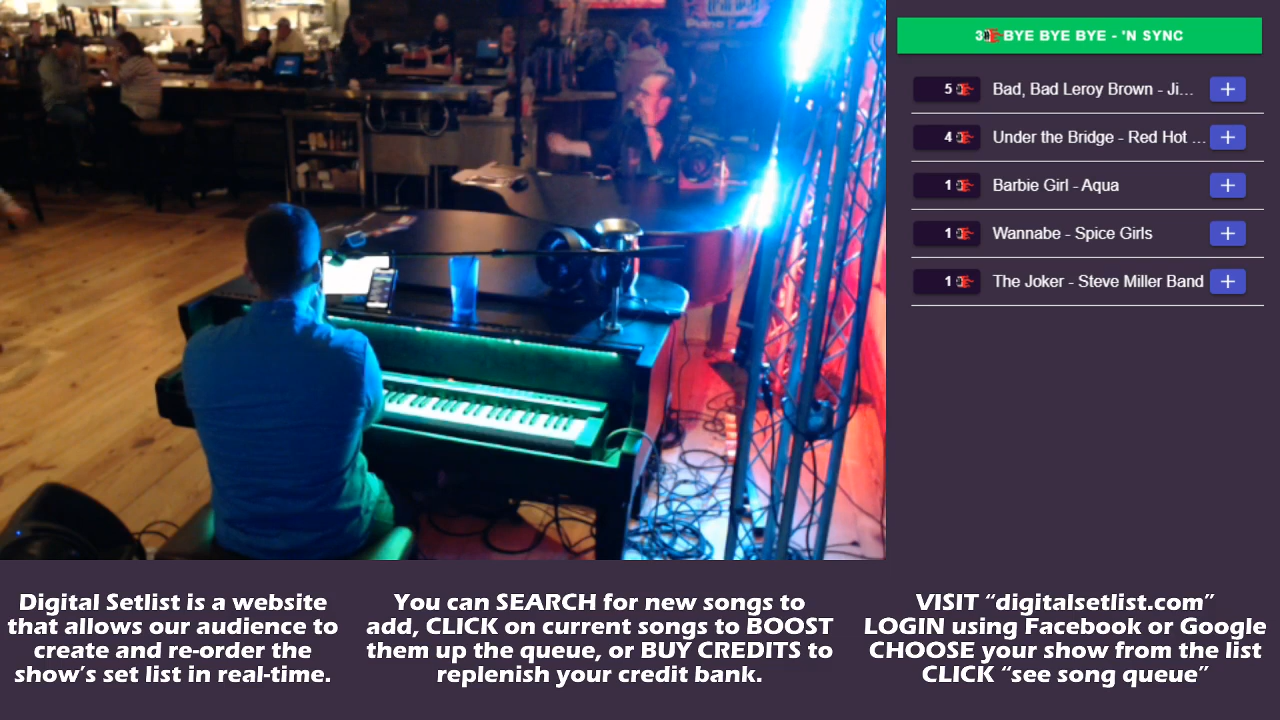 3 BYE BYE BYE - 'N SYNC
5 Bad, Bad Leroy Brown - Ji...
4 Under the Bridge - Red Hot ...
1 Barbie Girl - Aqua
1 Wannabe - Spice Girls
1 The Joker - Steve Miller Band
Digital Setlist is a website
that allows our audience to
create and re-order the
show's set list in real-time.
You can SEARCH for new songs to
add, CLICK on current songs to BOOST
them up the queue, or BUY CREDITS to
replenish your credit bank.
VISIT “digitalsetlist.com”
LOGIN using Facebook or Google
CHOOSE your show from the list
CLICK “see song queue”